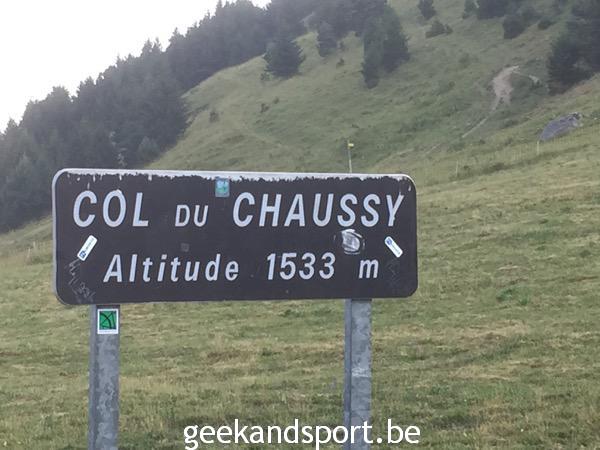 COL DU CHAUSSY
Altitude 1533 m
geekandsport.be